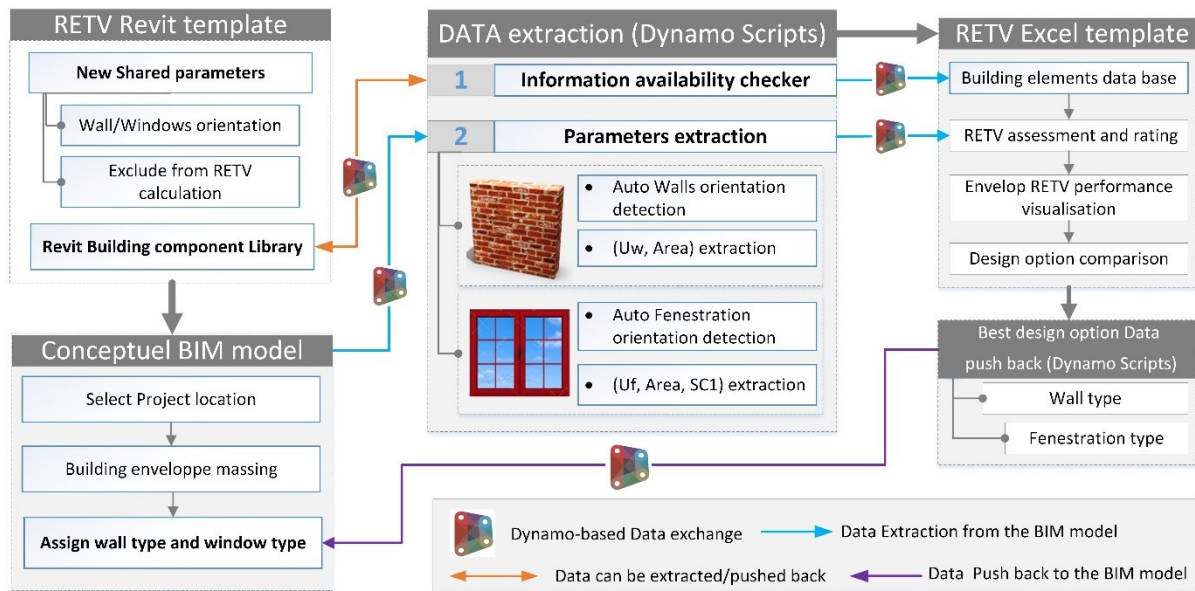 RETV Revit template
New Shared parameters
Wall/Windows orientation
Exclude from RETV
calculation
Revit Building component Library
Conceptuel BIM model
Select Project location
Building enveloppe massing
Assign wall type and window type
DATA extraction (Dynamo Scripts)
1 Information availability checker
2 Parameters extraction
• Auto Walls orientation
detection
• (Uw, Area) extraction
• Auto Fenestration
orientation detection
• (Uf, Area, SC1) extraction
RETV Excel template
Building elements data base
RETV assessment and rating
Envelop RETV performance
visualisation
Design option comparison
Best design option Data
push back (Dynamo Scripts)
Wall type
Fenestration type
Dynamo-based Data exchange
Data Extraction from the BIM model
Data can be extracted/pushed back
Data Push back to the BIM model